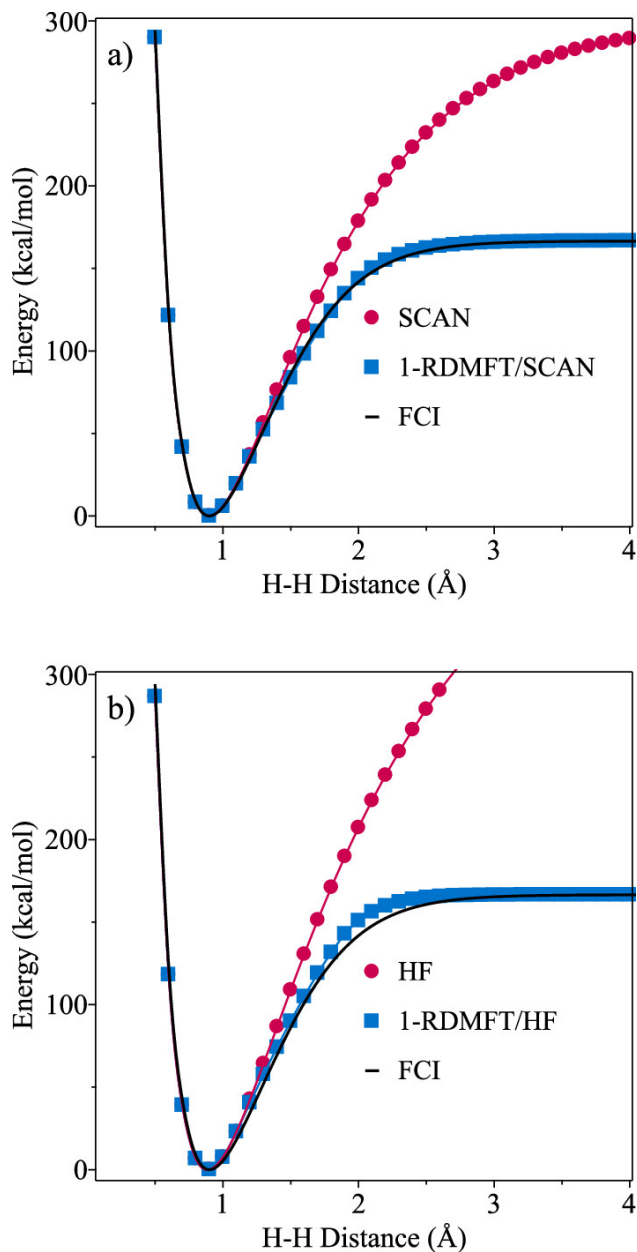 300
a)
200
Energy (kcal/mol)
SCAN
1-RDMFT/SCAN
100
FCI
0
1 2 3 4
H-H Distance (Å)
300
b)
200
Energy (kcal/mol)
HF
1-RDMFT/HF
100
FCI
0
1 2 3 4
H-H Distance (Å)